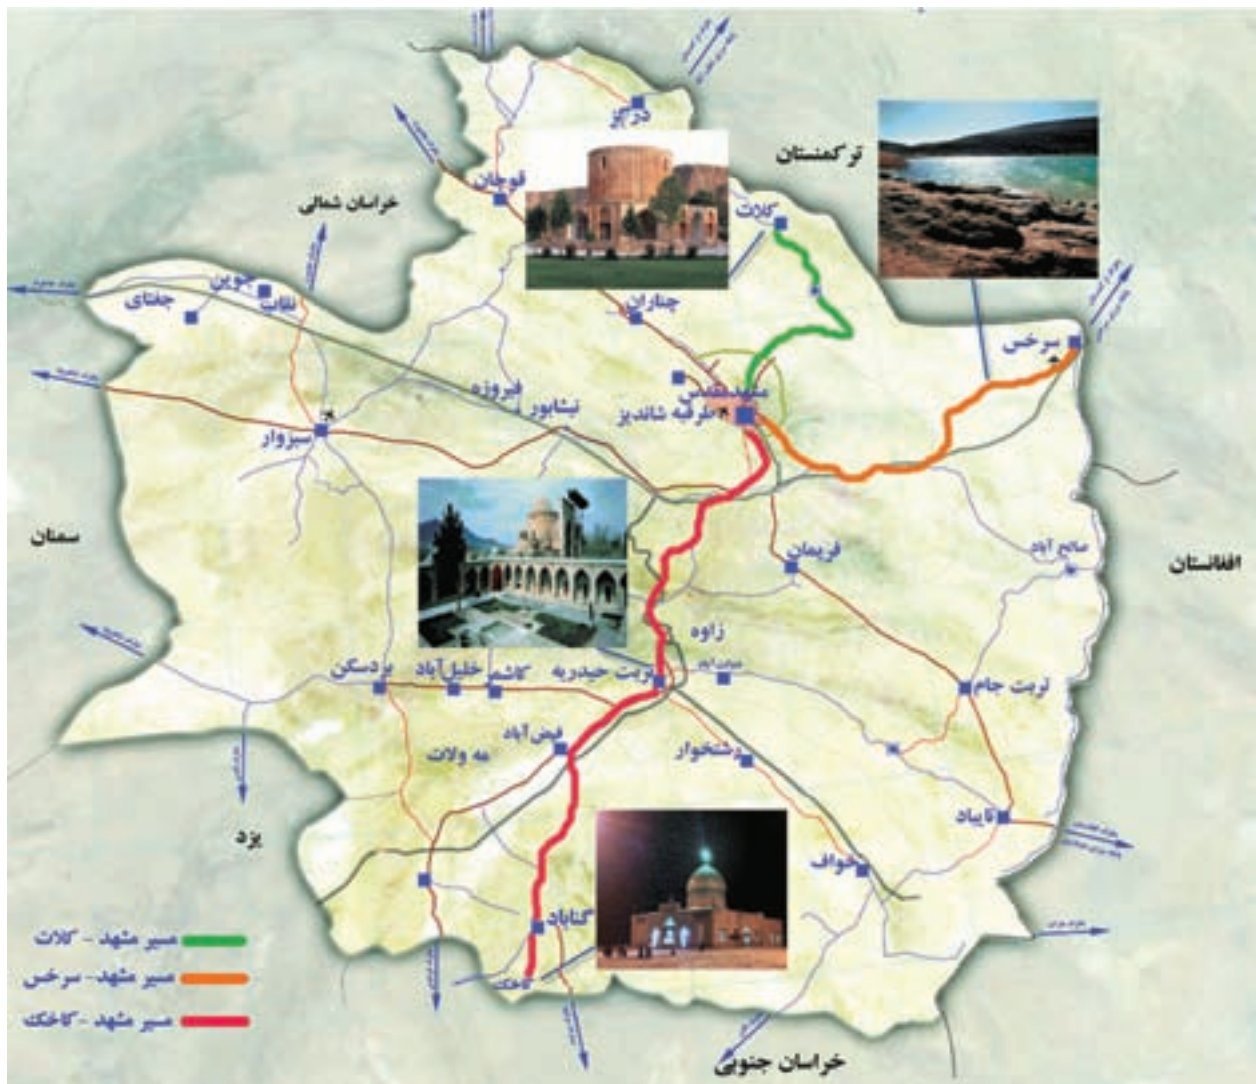 درگز
ترکمنستان
قوچان
خراسان شمالی
کلات
جوین
نقاب
جغتای
چناران
سرخس
مشهد مقدس
طرقبه شاندیز
فیروزه
نیشابور
سبزوار
سمنان
فریمان
صالح آباد
افغانستان
زاوه
بردسکن
خلیل آباد
کاشمر
تربت حیدریه
تربت جام
فیض آباد
مه ولات
رشتخوار
تایباد
یزد
خواف
گناباد
کاخک
مسیر مشهد - کلات
مسیر مشهد - سرخس
مسیر مشهد - کاخک
خراسان جنوبی